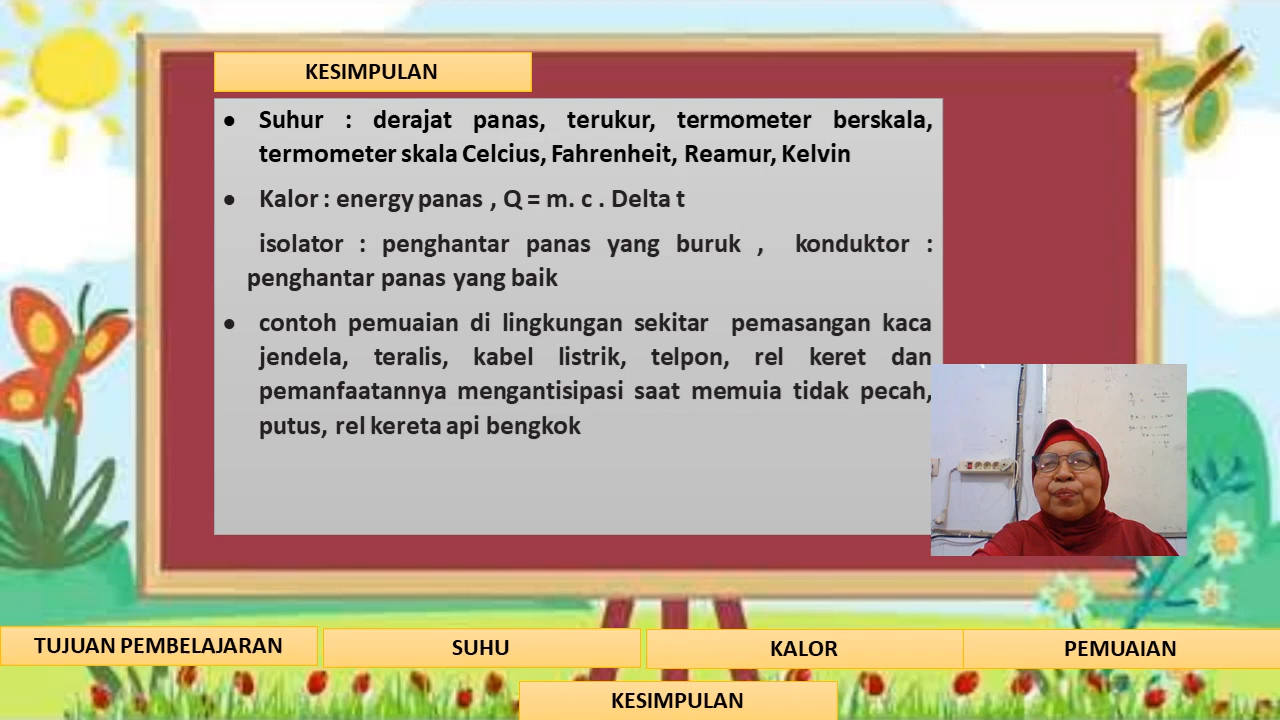 KESIMPULAN
• Suhur : derajat panas, terukur, termometer berskala,
termometer skala Celcius, Fahrenheit, Reamur, Kelvin
• Kalor : energy panas , Q = m. c . Delta t
isolator : penghantar panas yang buruk , konduktor :
penghantar panas yang baik
• contoh pemuaian di lingkungan sekitar pemasangan kaca
jendela, teralis, kabel listrik, telpon, rel keret dan
pemanfaatannya mengantisipasi saat memuia tidak pecah,
putus, rel kereta api bengkok
TUJUAN PEMBELAJARAN
SUHU
KALOR
PEMUAIAN
KESIMPULAN